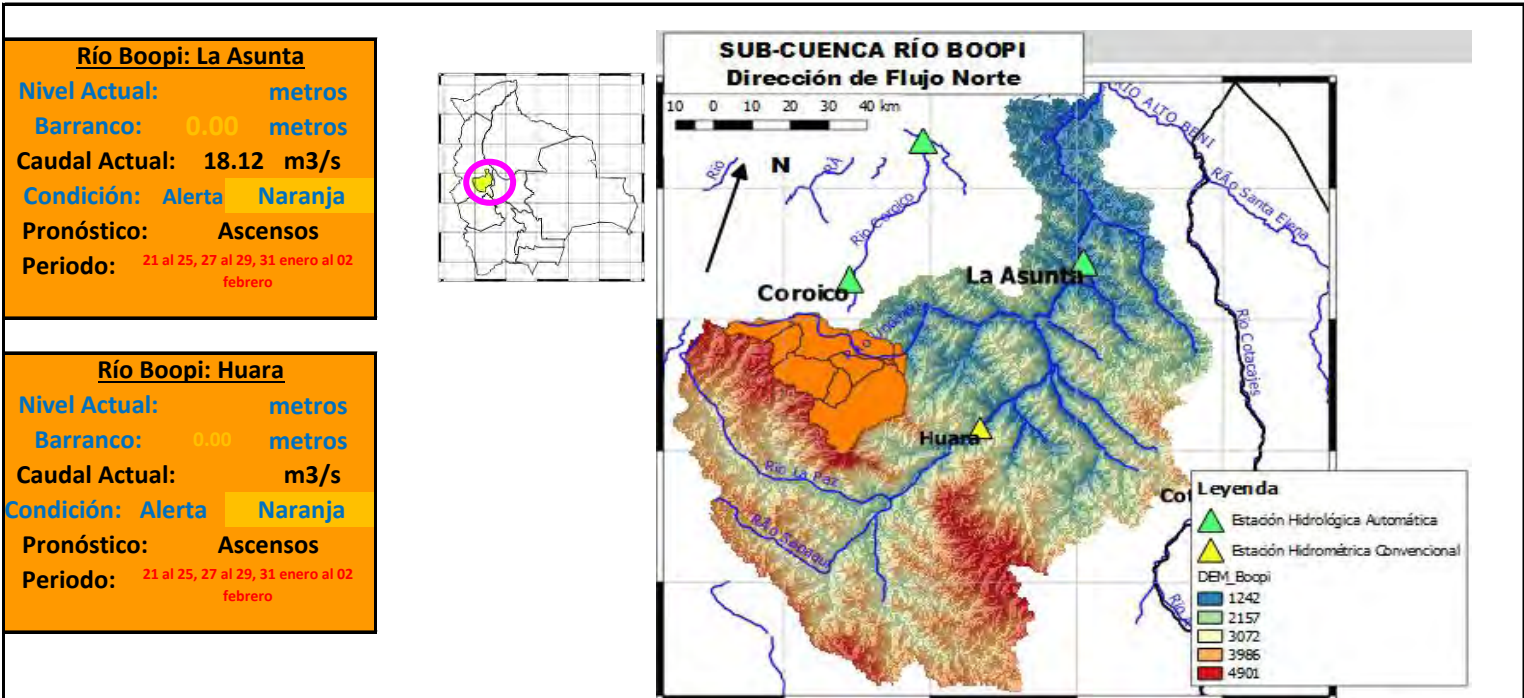 Río Boopi: La Asunta
Nivel Actual: metros
Barranco: 0.00 metros
Caudal Actual: 18.12 m3/s
Condición: Alerta Naranja
Pronóstico: Ascensos
Periodo: 21 al 25, 27 al 29, 31 enero al 02
febrero
Río Boopi: Huara
Nivel Actual: metros
Barranco: 0.00 metros
Caudal Actual: m3/s
Condición: Alerta Naranja
Pronóstico: Ascensos
Periodo: 21 al 25, 27 al 29, 31 enero al 02
febrero
SUB-CUENCA RÍO BOOPI
Dirección de Flujo Norte
10 0 10 20 30 40 km
N
Río
RÃ
Río Coroico
RIO ALTO BENI
RÃo Santa Elena
Río Cotacajes
Coroico
La Asunta
Huara
Río La Paz
RÃo Sapaqui
Leyenda
Estación Hidrológica Automática
Estación Hidrométrica Convencional
DEM_Boopi
1242
2157
3072
3986
4901